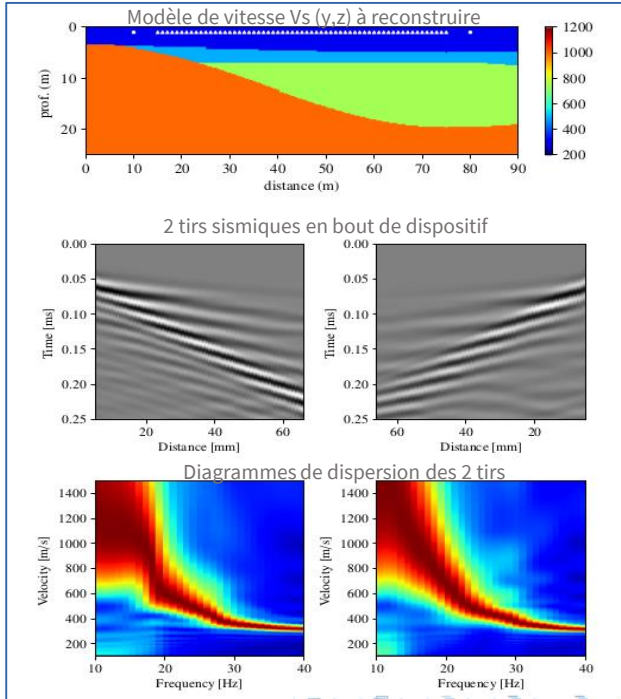 Modèle de vitesse Vs (y,z) à reconstruire
0
10
20
prof. (m)
0 10 20 30 40 50 60 70 80 90
distance (m)
1200
1000
800
600
400
200
2 tirs sismiques en bout de dispositif
0.00
0.05
0.10
0.15
0.20
0.25
Time [ms]
20 40 60
Distance [mm]
0.00
0.05
0.10
0.15
0.20
0.25
Time [ms]
60 40 20
Distance [mm]
Diagrammes de dispersion des 2 tirs
1400
1200
1000
800
600
400
200
Velocity [m/s]
10 20 30 40
Frequency [Hz]
1400
1200
1000
800
600
400
200
Velocity [m/s]
10 20 30 40
Frequency [Hz]